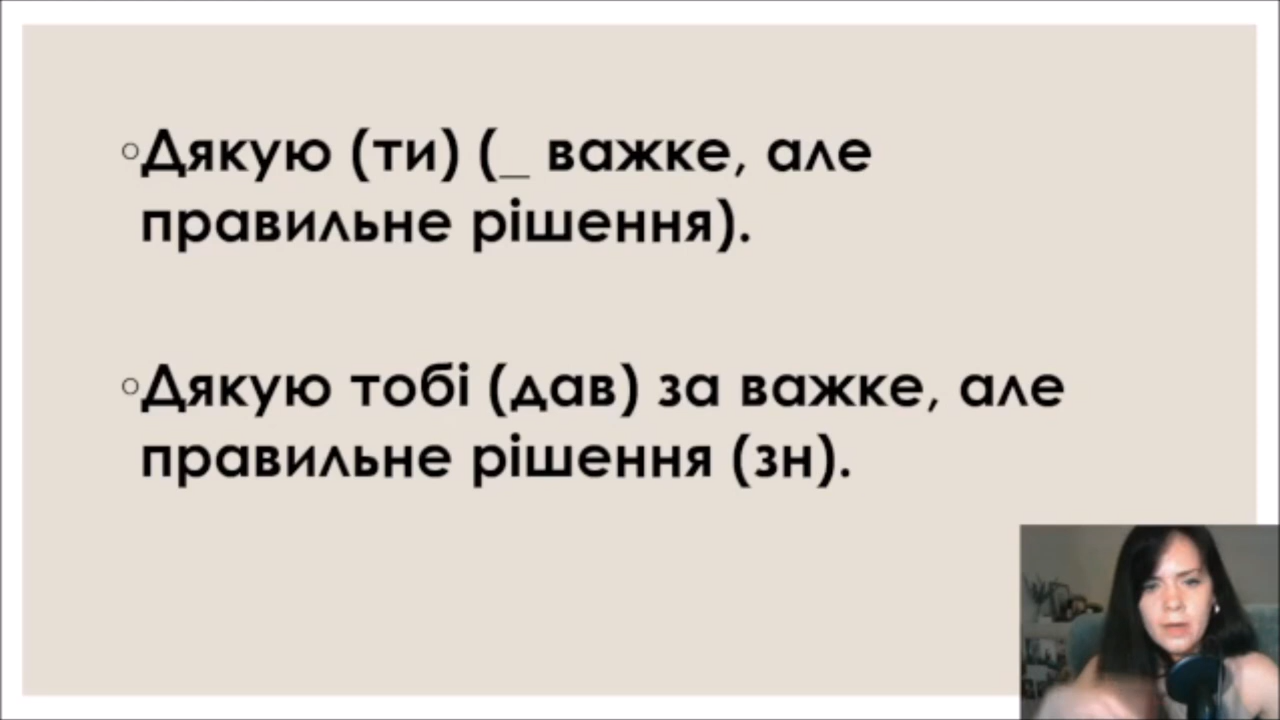 ◦Дякую (ти) (_ важке, але
правильне рішення).
◦Дякую тобі (дав) за важке, але
правильне рішення (зн).